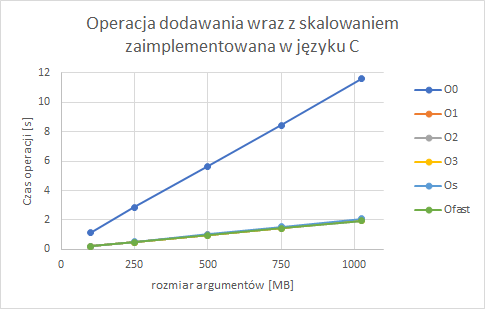 Operacja dodawania wraz z skalowaniem
zaimplementowana w języku C
12
10
8
6
4
2
0
0
250
500
750
1000
Czas operacji [s]
rozmiar argumentów [MB]
O0
O1
O2
O3
Os
Ofast